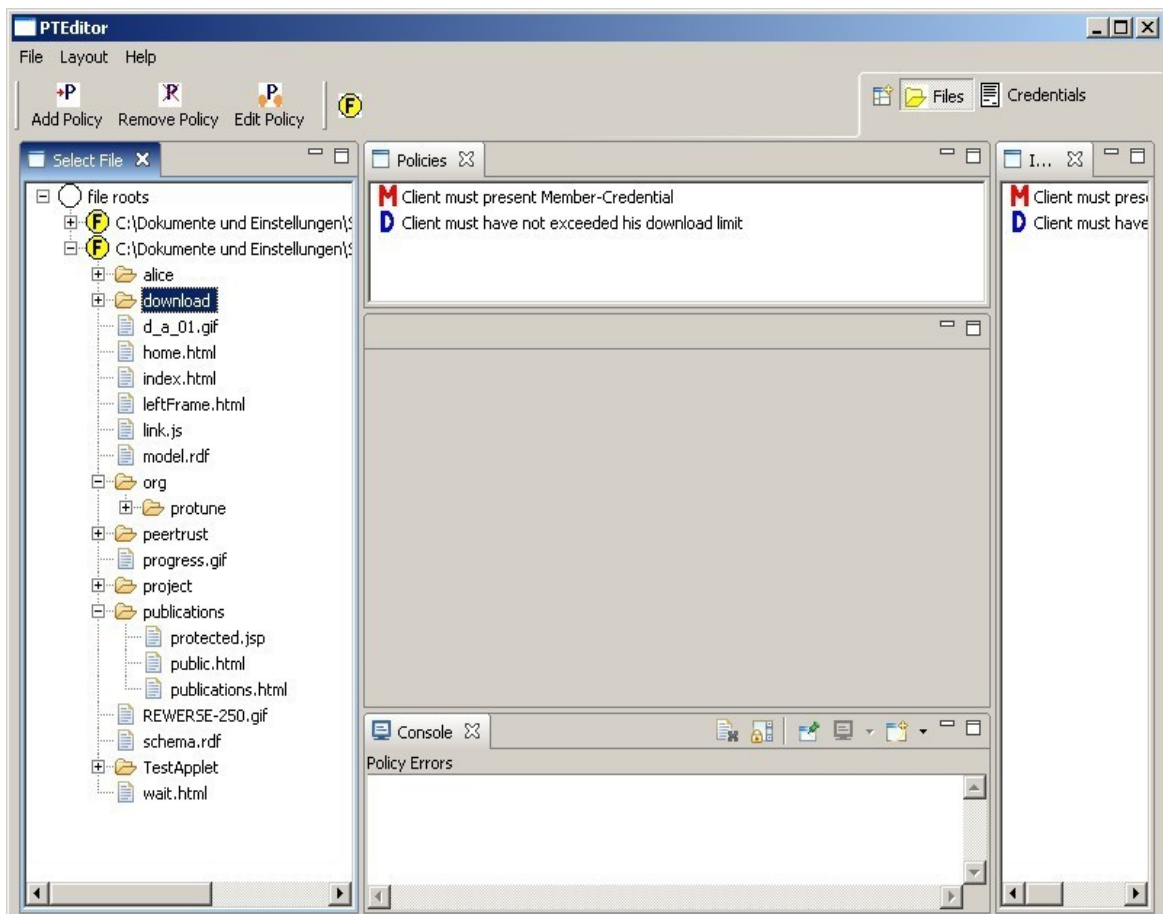 PTEditor
File Layout Help
Add Policy Remove Policy Edit Policy F Files Credentials
Select File
file roots
F C:\Dokumente und Einstellungen\
F C:\Dokumente und Einstellungen\
alice
download
d_a_01.gif
home.html
index.html
leftFrame.html
link.js
model.rdf
org
protune
peertrust
progress.gif
project
publications
protected.jsp
public.html
publications.html
REWERSE-250.gif
schema.rdf
TestApplet
wait.html
Policies
M Client must present Member-Credential
D Client must have not exceeded his download limit
Console
Policy Errors
I...
M Client must pres
D Client must have